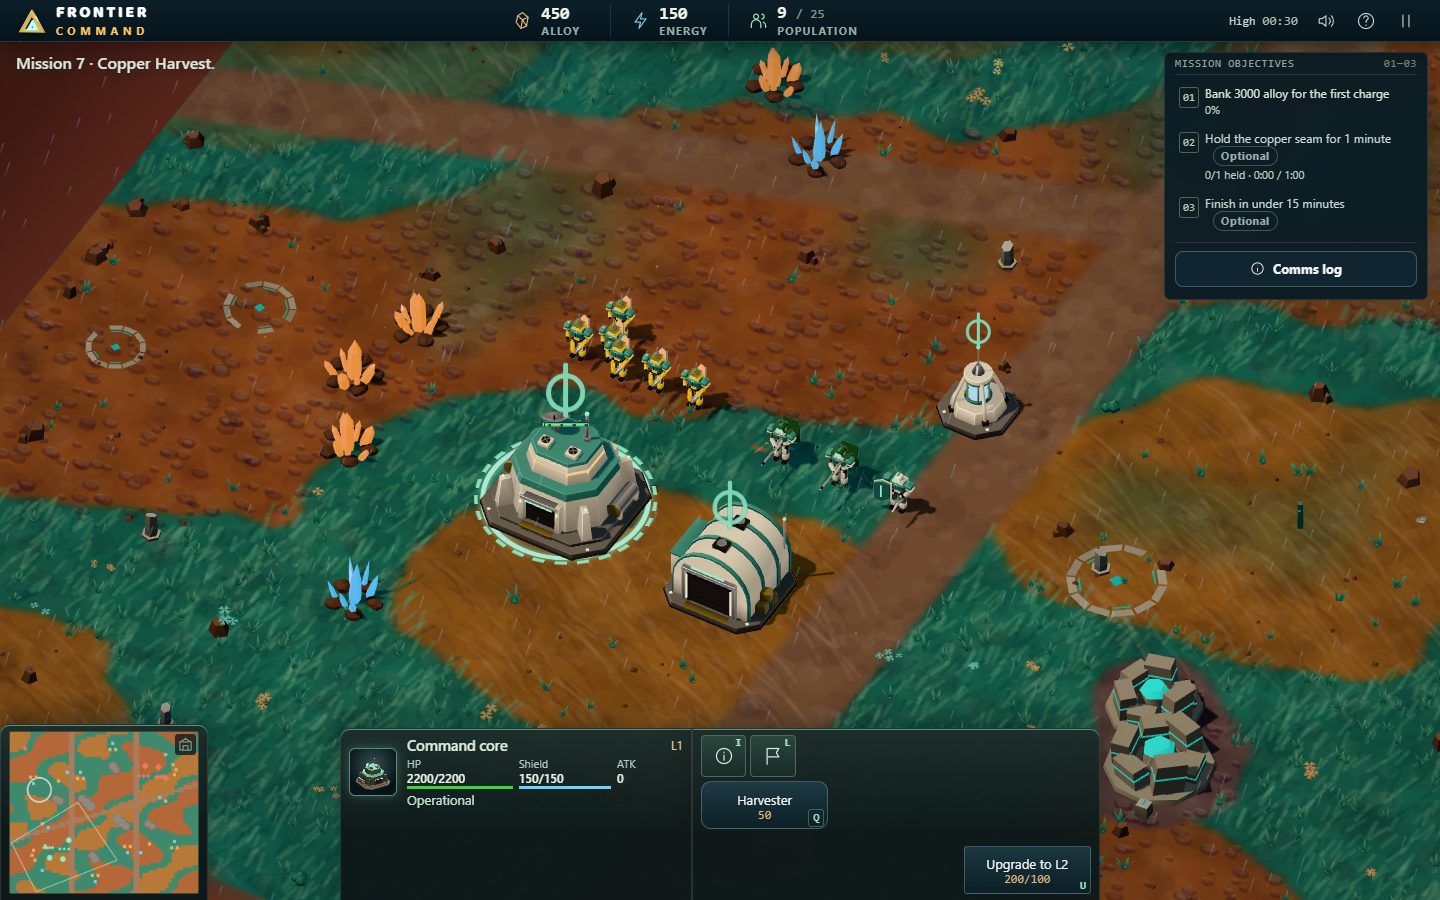 FRONTIER
COMMAND
450
ALLOY
150
ENERGY
9 / 25
POPULATION
High 00:30
Mission 7 · Copper Harvest.
MISSION OBJECTIVES 01—03
01 Bank 3000 alloy for the first charge
0%
02 Hold the copper seam for 1 minute
Optional
0/1 held · 0:00 / 1:00
03 Finish in under 15 minutes
Optional
Comms log
Command core L1
HP Shield ATK
2200/2200 150/150 0
Operational
I L
Harvester
50
Q
Upgrade to L2
200/100
U